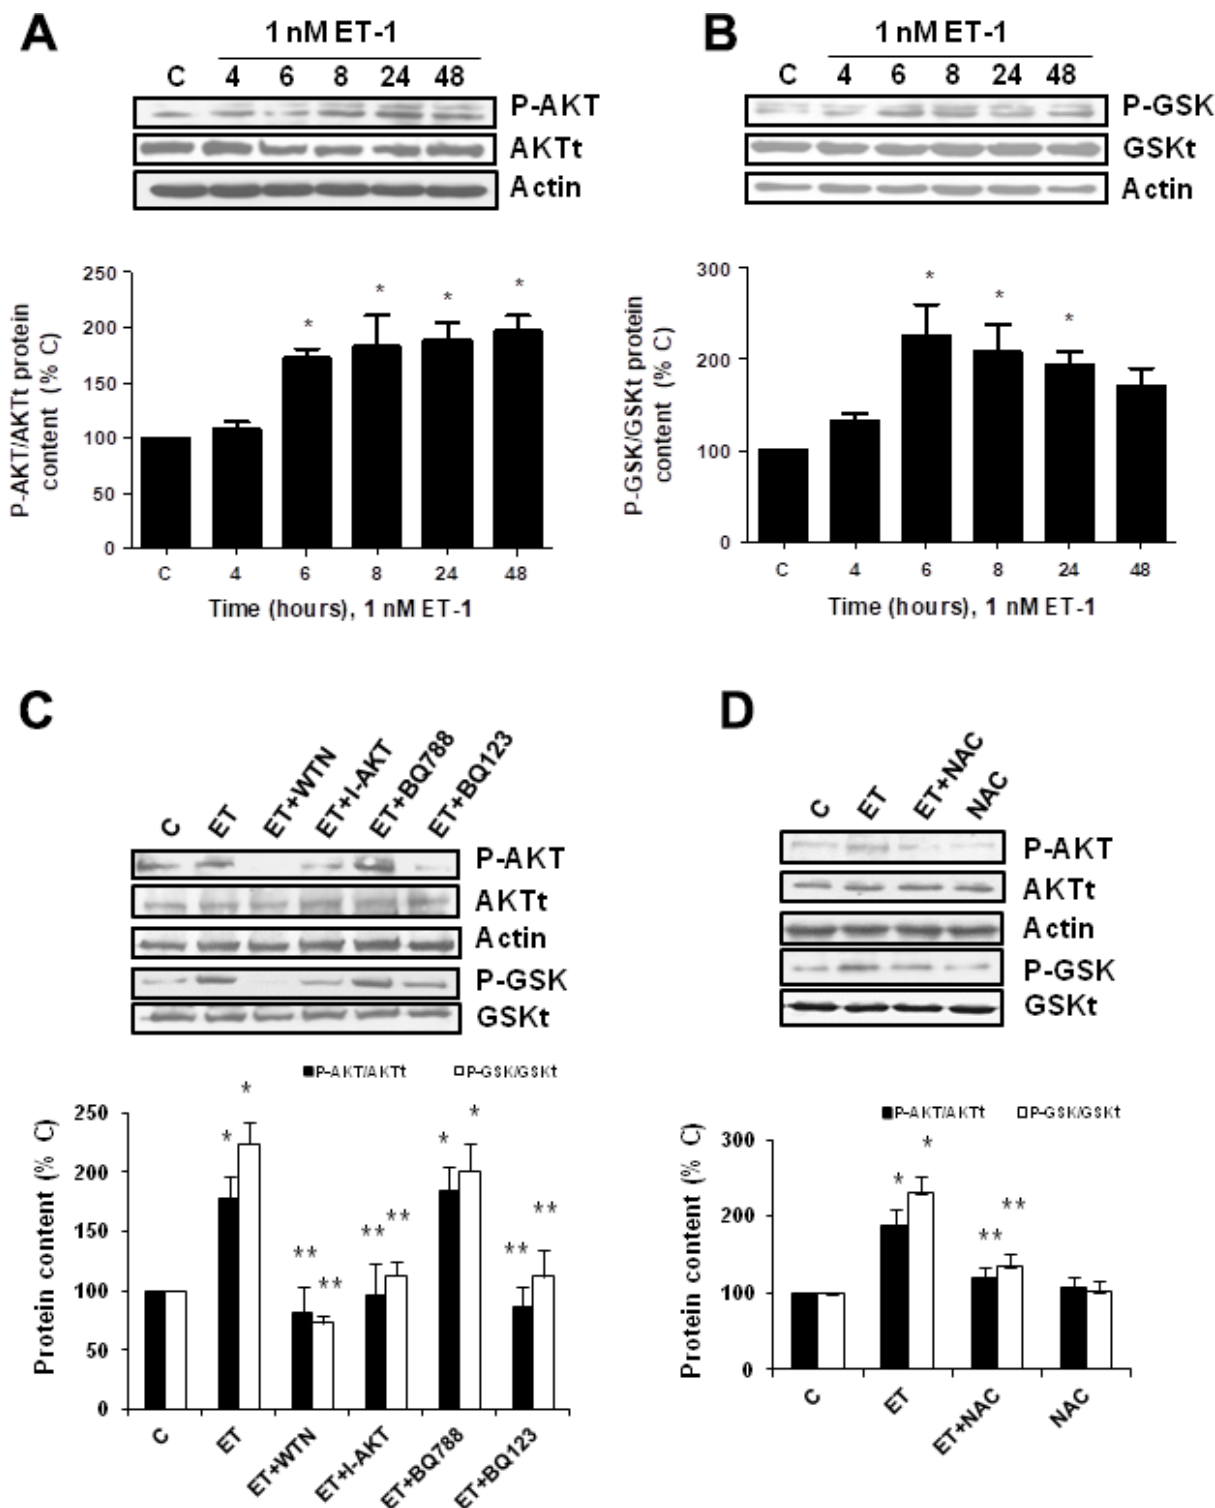 A
1 nM ET-1
C 4 6 8 24 48
P-AKT
AKTt
Actin
P-AKT/AKTt protein
content (% C)
250
200
150
100
50
0
*
*
*
*
C 4 6 8 24 48
Time (hours), 1 nM ET-1
B
1 nM ET-1
C 4 6 8 24 48
P-GSK
GSKt
Actin
P-GSK/GSKt protein
content (% C)
300
200
100
0
*
*
*
C 4 6 8 24 48
Time (hours), 1 nM ET-1
C
C ET ET+WTN ET+I-AKT ET+BQ788 ET+BQ123
P-AKT
AKTt
Actin
P-GSK
GSKt
P-AKT/AKTt P-GSK/GSKt
Protein content (% C)
250
200
150
100
50
0
* *
** **
** **
* *
** **
C ET ET+WTN ET+I-AKT ET+BQ788 ET+BQ123
D
C ET ET+NAC NAC
P-AKT
AKTt
Actin
P-GSK
GSKt
P-AKT/AKTt P-GSK/GSKt
Protein content (% C)
300
200
100
0
* *
** **
C ET ET+NAC NAC